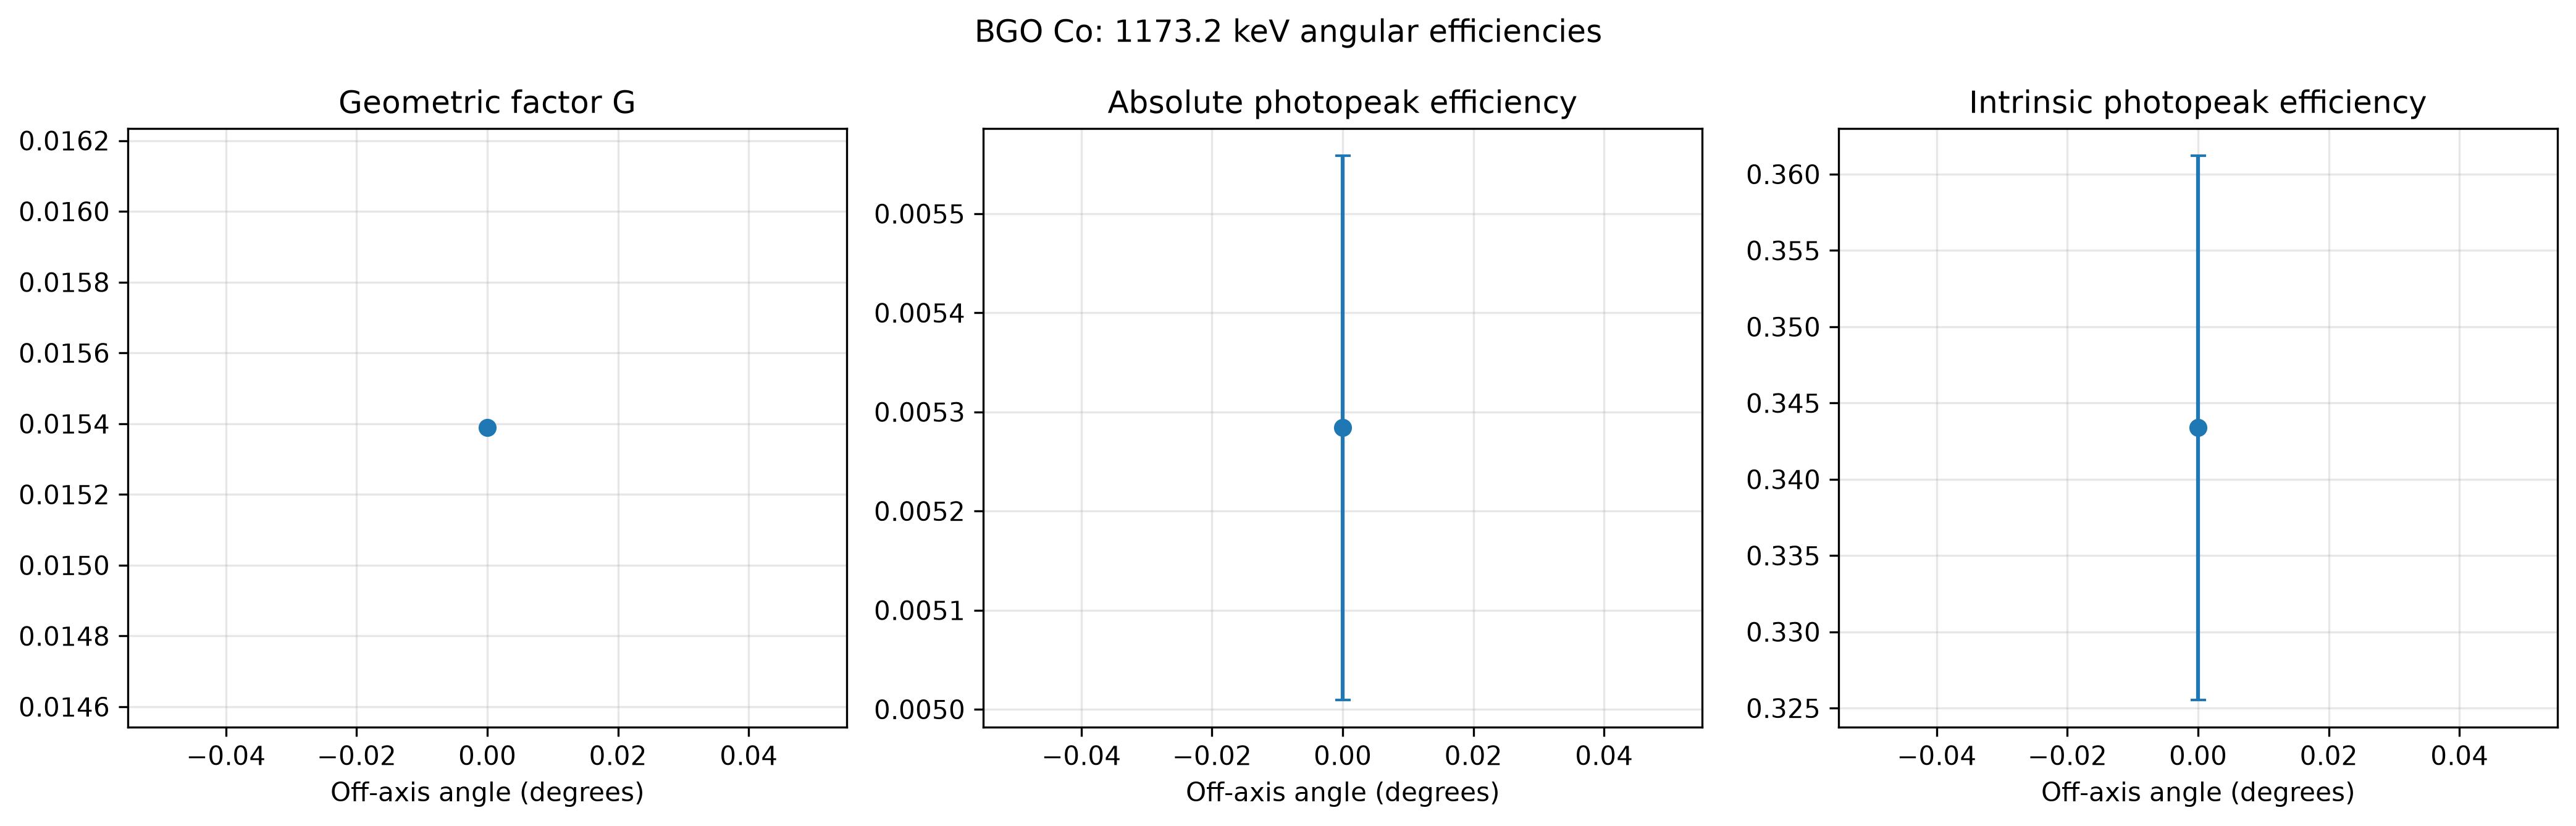 BGO Co: 1173.2 keV angular efficiencies
Geometric factor G
0.0162
0.0160
0.0158
0.0156
0.0154
0.0152
0.0150
0.0148
0.0146
−0.04 −0.02 0.00 0.02 0.04
Off-axis angle (degrees)
Absolute photopeak efficiency
0.0055
0.0054
0.0053
0.0052
0.0051
0.0050
−0.04 −0.02 0.00 0.02 0.04
Off-axis angle (degrees)
Intrinsic photopeak efficiency
0.360
0.355
0.350
0.345
0.340
0.335
0.330
0.325
−0.04 −0.02 0.00 0.02 0.04
Off-axis angle (degrees)